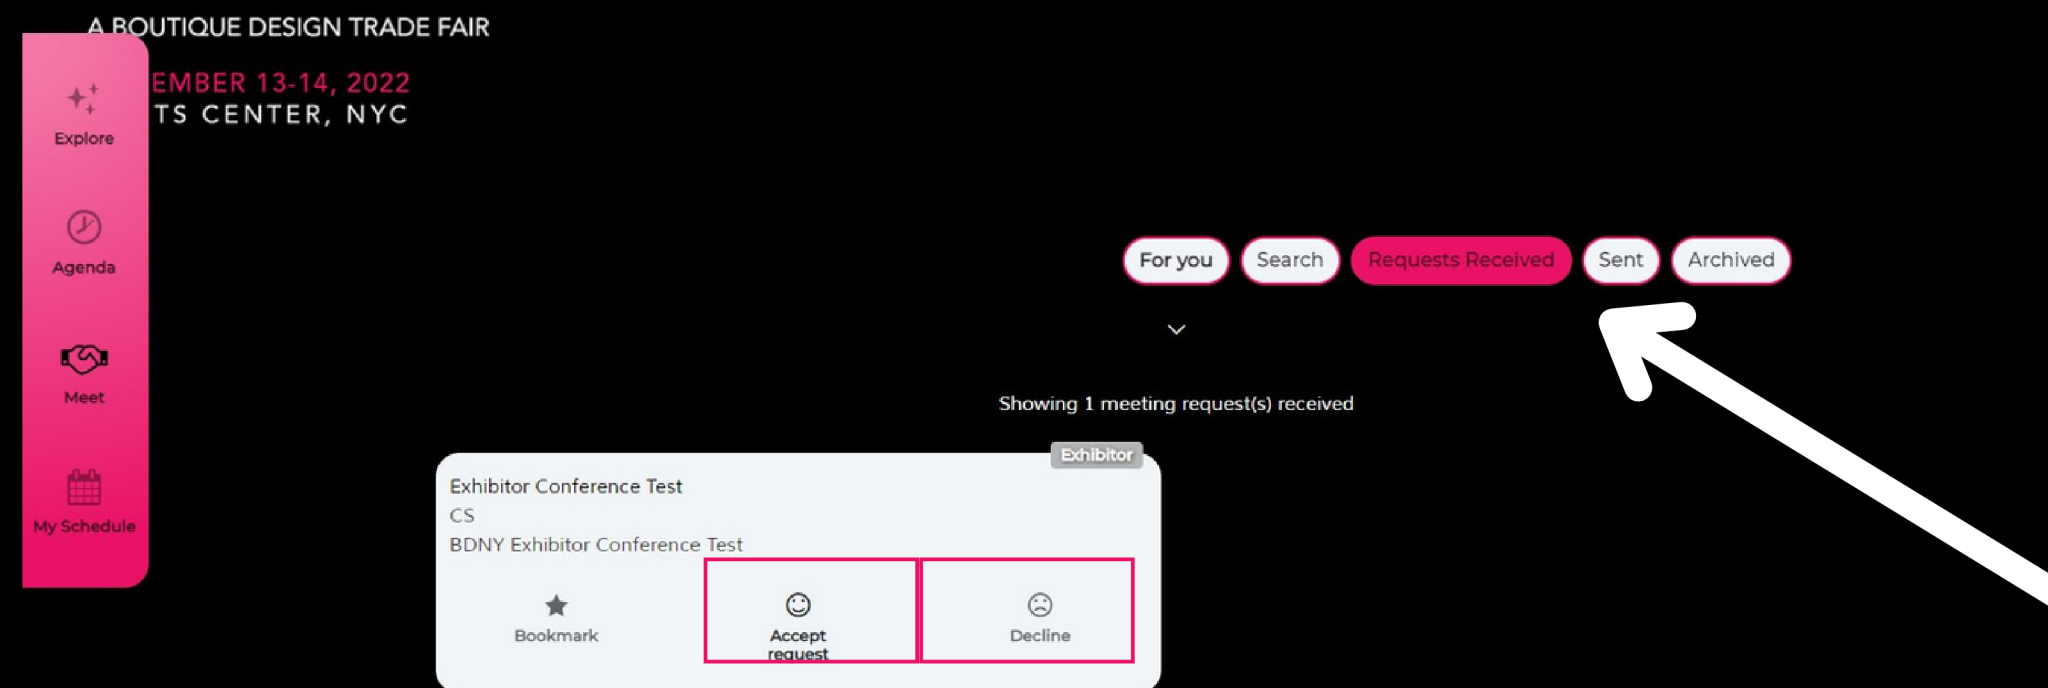 A BOUTIQUE DESIGN TRADE FAIR
EMBER 13-14, 2022
TS CENTER, NYC
Explore
Agenda
Meet
My Schedule
For you
Search
Requests Received
Sent
Archived
Showing 1 meeting request(s) received
Exhibitor
Exhibitor Conference Test
CS
BDNY Exhibitor Conference Test
Bookmark
Accept
request
Decline